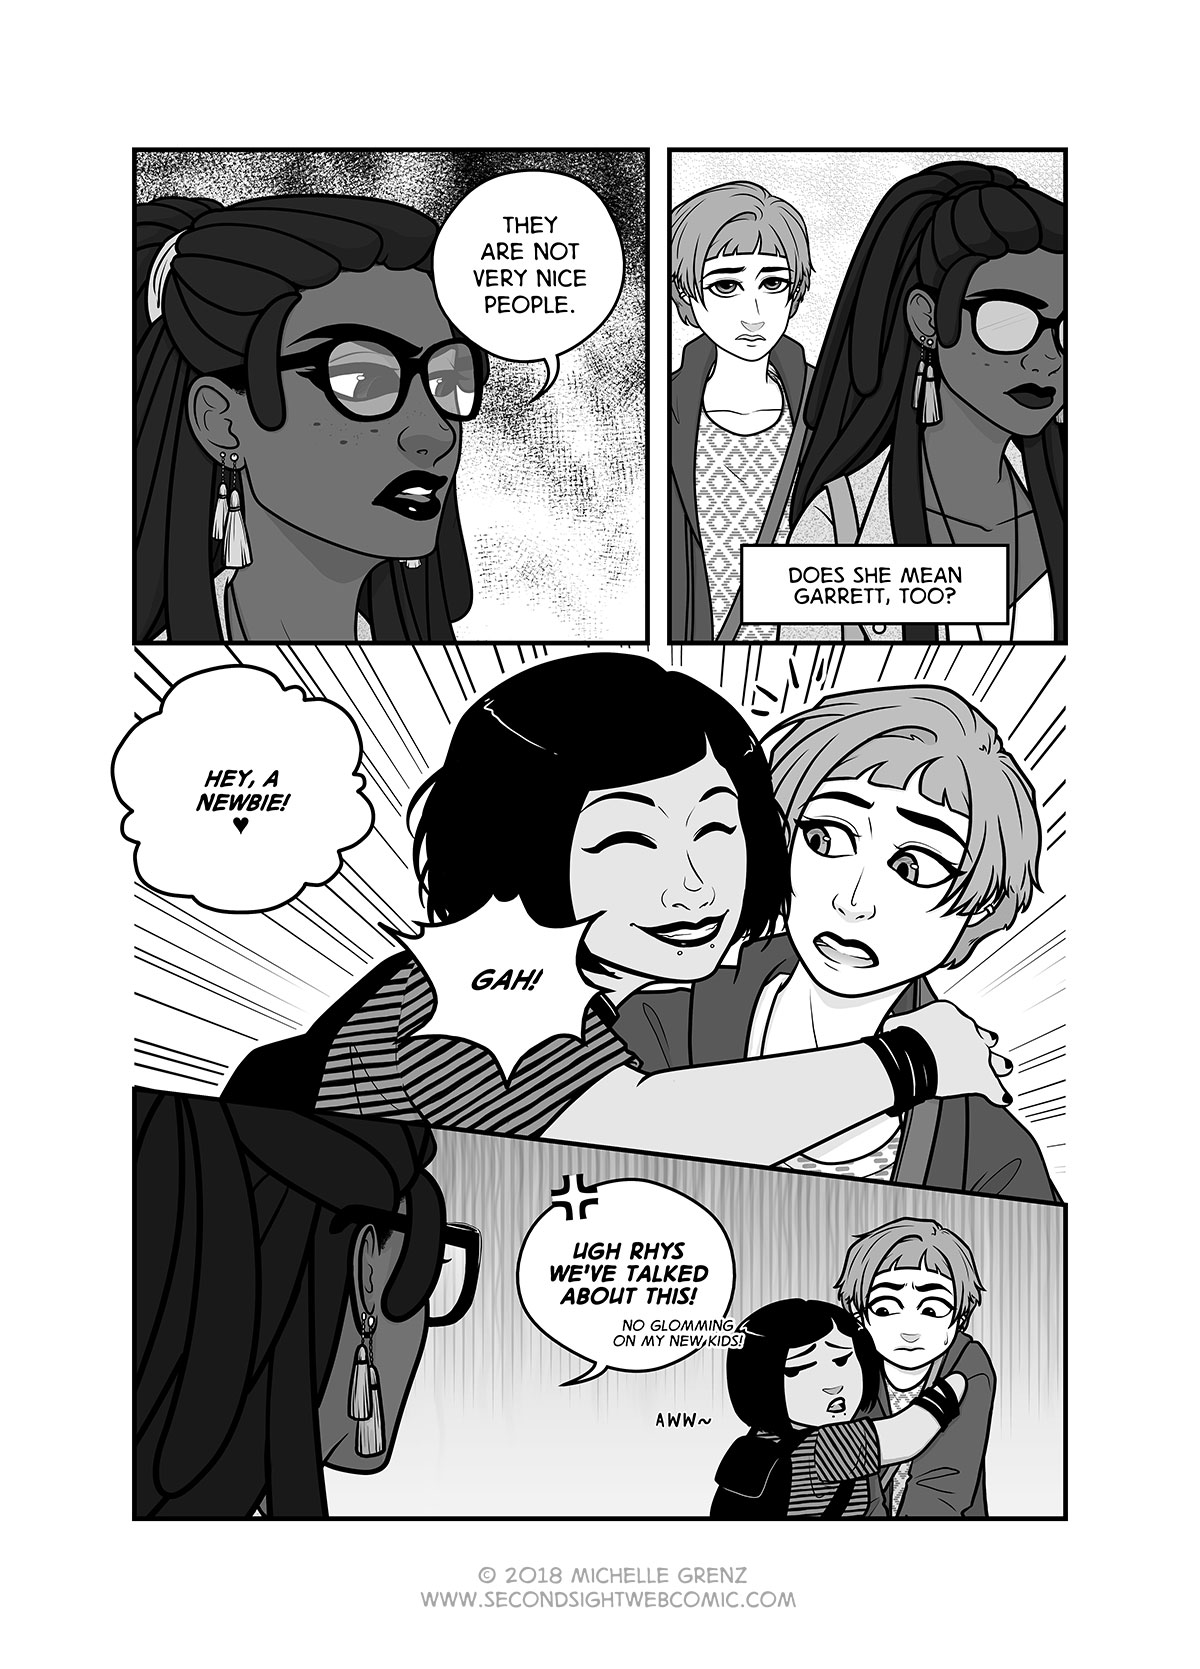 THEY
ARE NOT
VERY NICE
PEOPLE.
DOES SHE MEAN
GARRETT, TOO?
HEY, A
NEWBIE!
♥
GAH!
UGH RHYS
WE'VE TALKED
ABOUT THIS!
NO GLOMMING
ON MY NEW KIDS!
AWW~
© 2018 MICHELLE GRENZ
WWW.SECONDSIGHTWEBCOMIC.COM